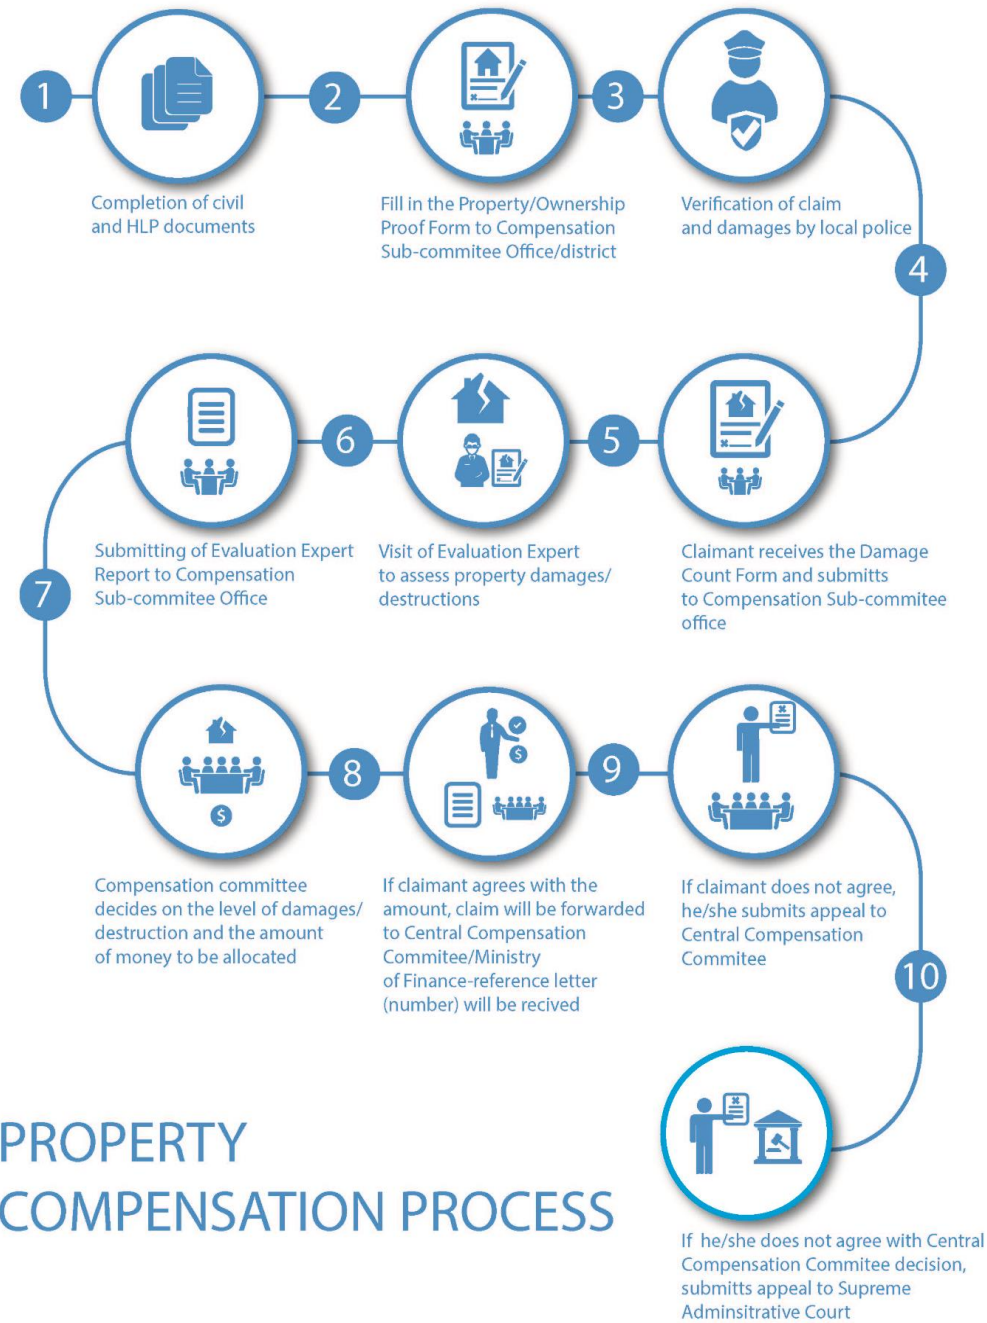 1
Completion of civil
and HLP documents
2
Fill in the Property/Ownership
Proof Form to Compensation
Sub-commitee Office/district
3
Verification of claim
and damages by local police
4
Claimant receives the Damage
Count Form and submitts
to Compensation Sub-commitee
office
5
Visit of Evaluation Expert
to assess property damages/
destructions
6
Submitting of Evaluation Expert
Report to Compensation
Sub-commitee Office
7
Compensation committee
decides on the level of damages/
destruction and the amount
of money to be allocated
8
If claimant agrees with the
amount, claim will be forwarded
to Central Compensation
Commitee/Ministry
of Finance-reference letter
(number) will be recived
9
If claimant does not agree,
he/she submits appeal to
Central Compensation
Commitee
10
If he/she does not agree with Central
Compensation Commitee decision,
submitts appeal to Supreme
Adminsitrative Court
PROPERTY
COMPENSATION PROCESS